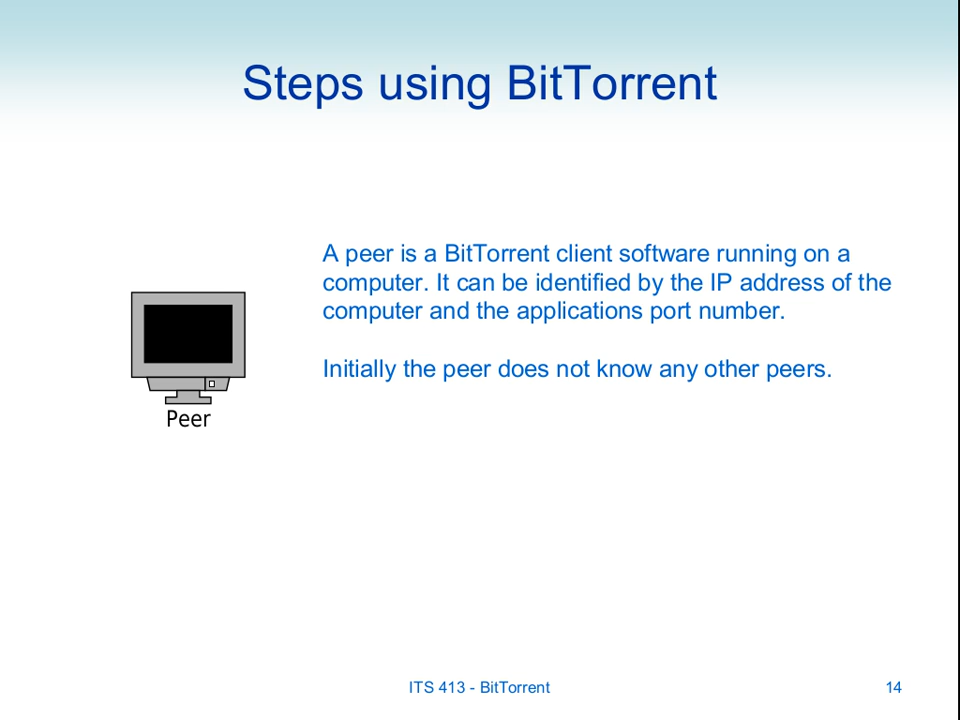 Steps using BitTorrent
A peer is a BitTorrent client software running on a
computer. It can be identified by the IP address of the
computer and the applications port number.
Initially the peer does not know any other peers.
Peer
ITS 413 - BitTorrent
14